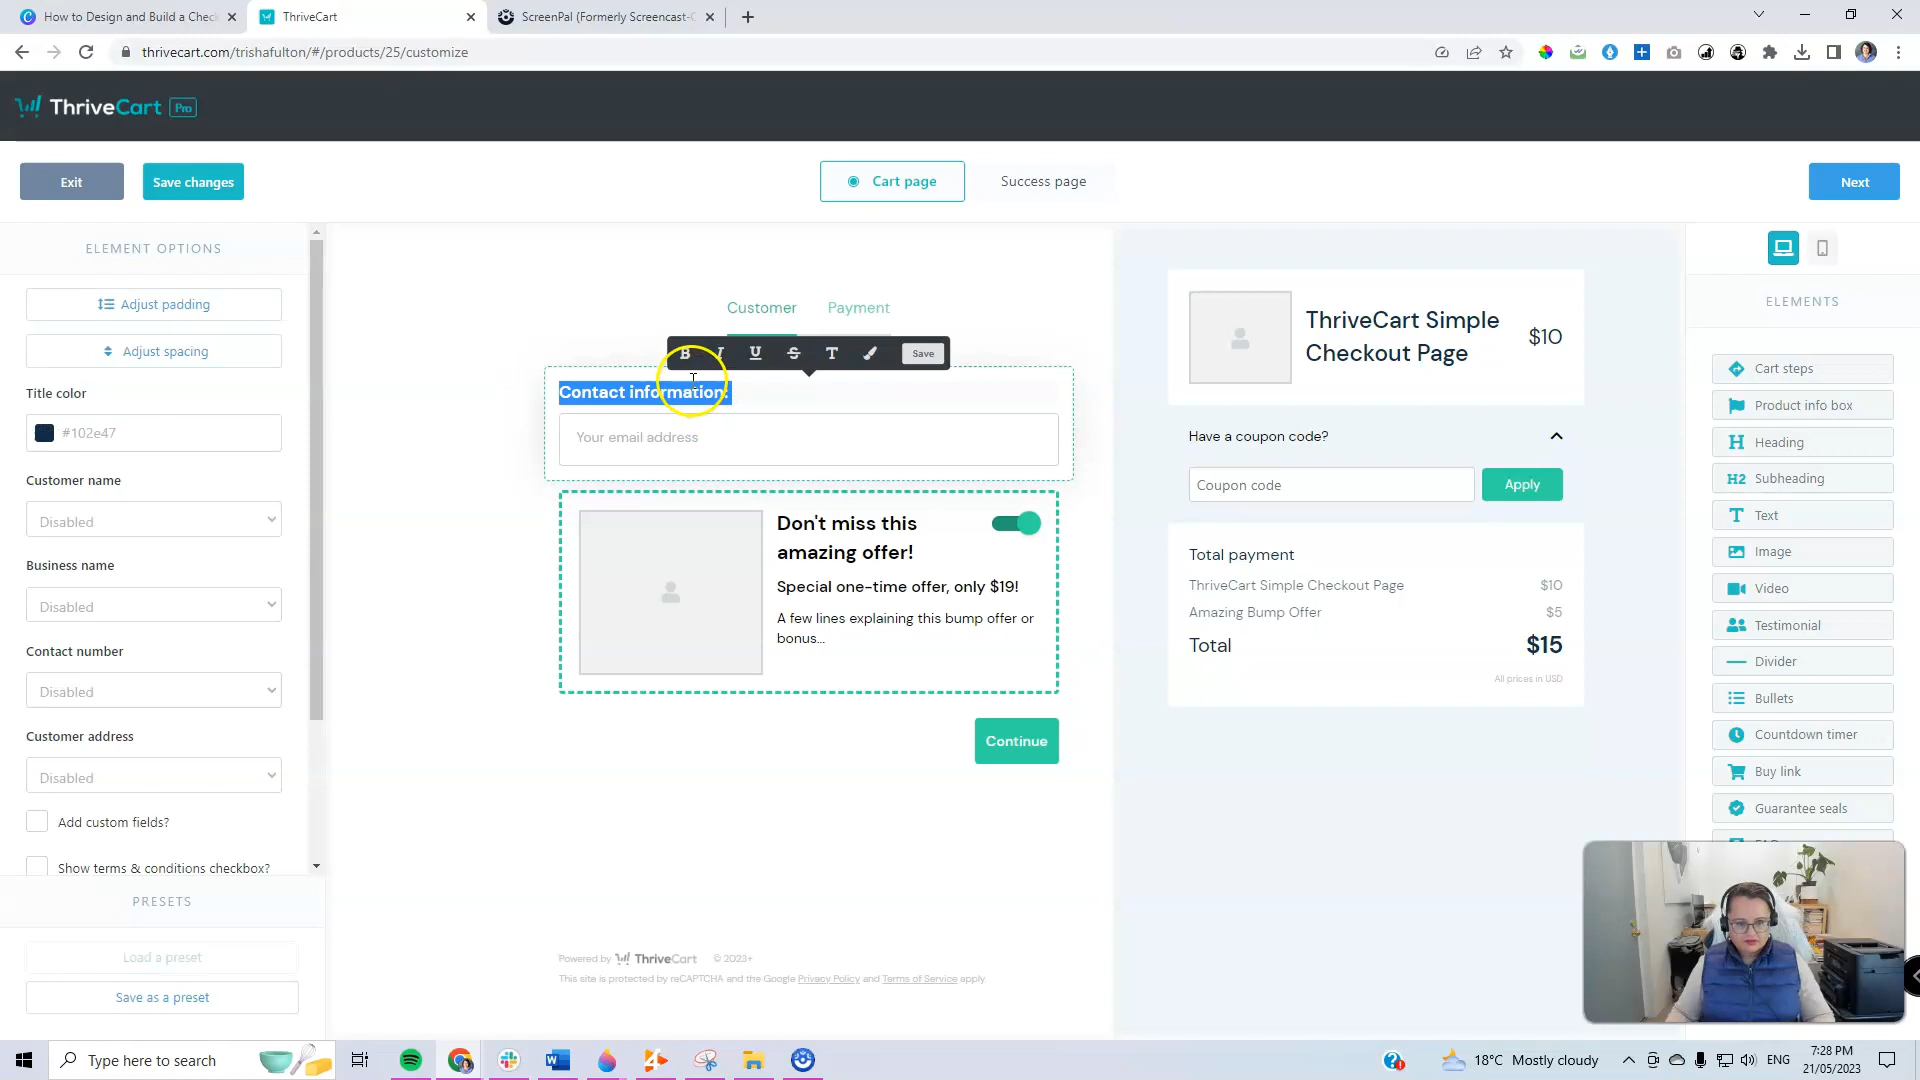 How to Design and Build a Chec
ThriveCart
ScreenPal (Formerly Screencast-O
thrivecart.com/trishafulton/#/products/25/customize
ThriveCart Pro
Exit
Save changes
Cart page
Success page
Next
ELEMENT OPTIONS
Adjust padding
Adjust spacing
Title color
#102e47
Customer name
Disabled
Business name
Disabled
Contact number
Disabled
Customer address
Disabled
Add custom fields?
Show terms & conditions checkbox?
PRESETS
Load a preset
Save as a preset
Customer
Payment
B I U S T Save
Contact information:
Your email address
Don't miss this
amazing offer!
Special one-time offer, only $19!
A few lines explaining this bump offer or
bonus...
Continue
Powered by ThriveCart © 2023+
This site is protected by reCAPTCHA and the Google Privacy Policy and Terms of Service apply
ThriveCart Simple
Checkout Page
$10
Have a coupon code?
Coupon code
Apply
Total payment
ThriveCart Simple Checkout Page $10
Amazing Bump Offer $5
Total $15
All prices in USD
ELEMENTS
Cart steps
Product info box
H Heading
H2 Subheading
T Text
Image
Video
Testimonial
Divider
Bullets
Countdown timer
Buy link
Guarantee seals
Type here to search
18°C Mostly cloudy
ENG
7:28 PM
21/05/2023